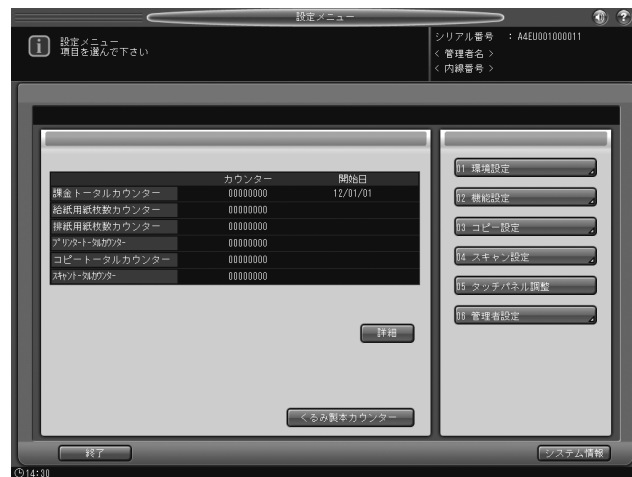 設定メニュー
設定メニュー
項目を選んで下さい
シリアル番号 : A4EU001000011
< 管理者名 >
< 内線番号 >
カウンター 開始日
課金トータルカウンター 00000000 12/01/01
給紙用紙枚数カウンター 00000000
排紙用紙枚数カウンター 00000000
プリンタートータルカウンター 00000000
コピートータルカウンター 00000000
スキャントータルカウンター 00000000
詳細
くるみ製本カウンター
01 環境設定
02 機能設定
03 コピー設定
04 スキャン設定
05 タッチパネル調整
06 管理者設定
終了
システム情報
14:30